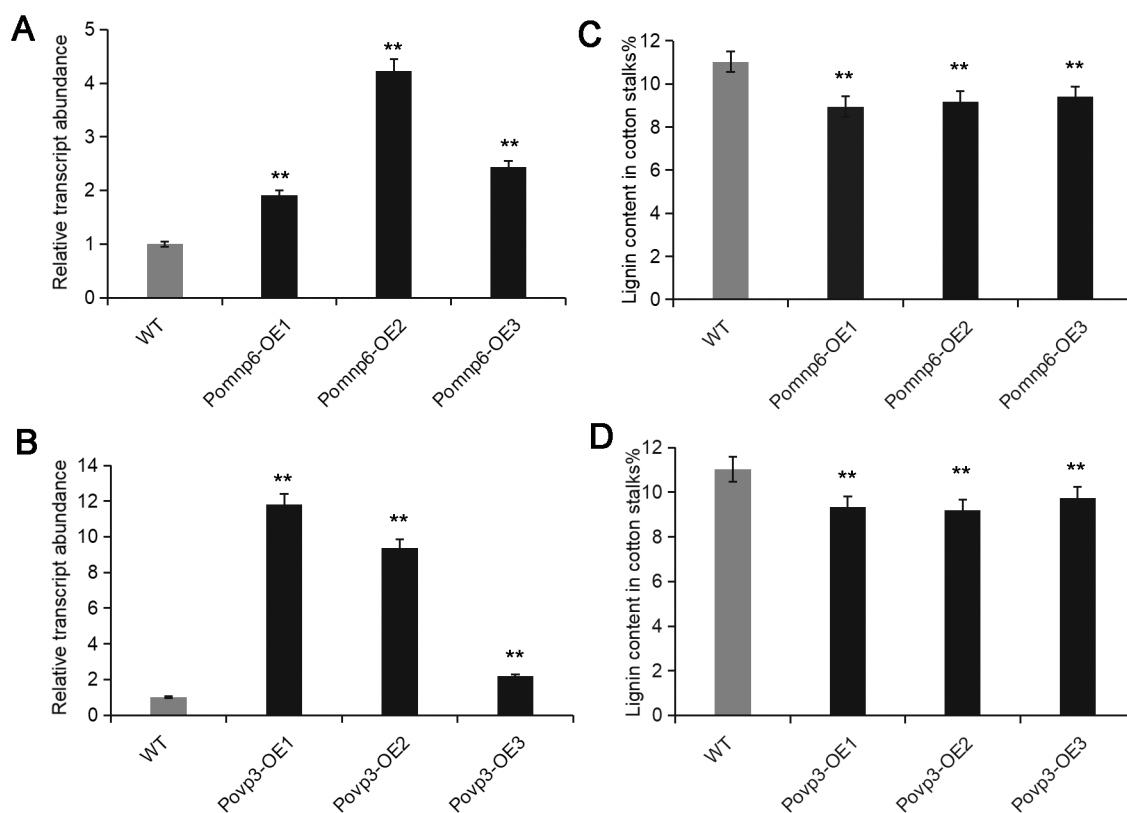 A
Relative transcript abundance
5
4
3
2
1
0
**
**
**
WT
Pomnp6-OE1
Pomnp6-OE2
Pomnp6-OE3
C
Lignin content in cotton stalks%
12
10
8
6
4
2
0
**
**
**
WT
Pomnp6-OE1
Pomnp6-OE2
Pomnp6-OE3
B
Relative transcript abundance
14
12
10
8
6
4
2
0
**
**
**
WT
Povp3-OE1
Povp3-OE2
Povp3-OE3
D
Lignin content in cotton stalks%
12
10
8
6
4
2
0
**
**
**
WT
Povp3-OE1
Povp3-OE2
Povp3-OE3